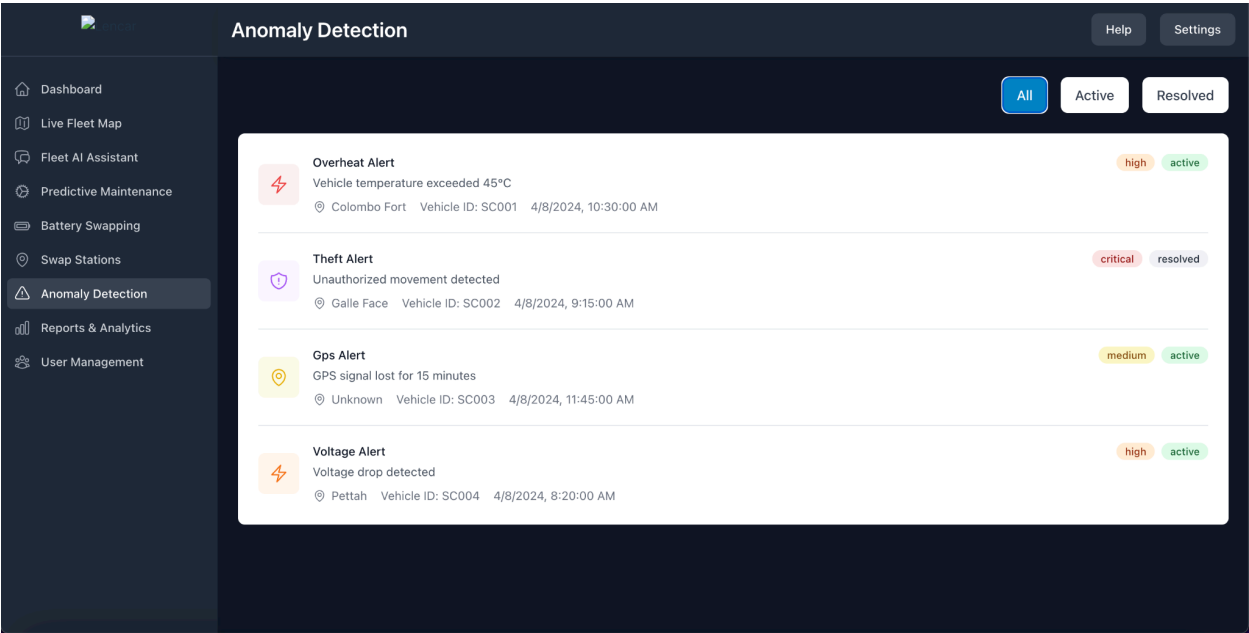 Anomaly Detection
Help
Settings
Dashboard
Live Fleet Map
Fleet AI Assistant
Predictive Maintenance
Battery Swapping
Swap Stations
Anomaly Detection
Reports & Analytics
User Management
All
Active
Resolved
Overheat Alert
high
active
Vehicle temperature exceeded 45°C
Colombo Fort Vehicle ID: SC001 4/8/2024, 10:30:00 AM
Theft Alert
critical
resolved
Unauthorized movement detected
Galle Face Vehicle ID: SC002 4/8/2024, 9:15:00 AM
Gps Alert
medium
active
GPS signal lost for 15 minutes
Unknown Vehicle ID: SC003 4/8/2024, 11:45:00 AM
Voltage Alert
high
active
Voltage drop detected
Pettah Vehicle ID: SC004 4/8/2024, 8:20:00 AM